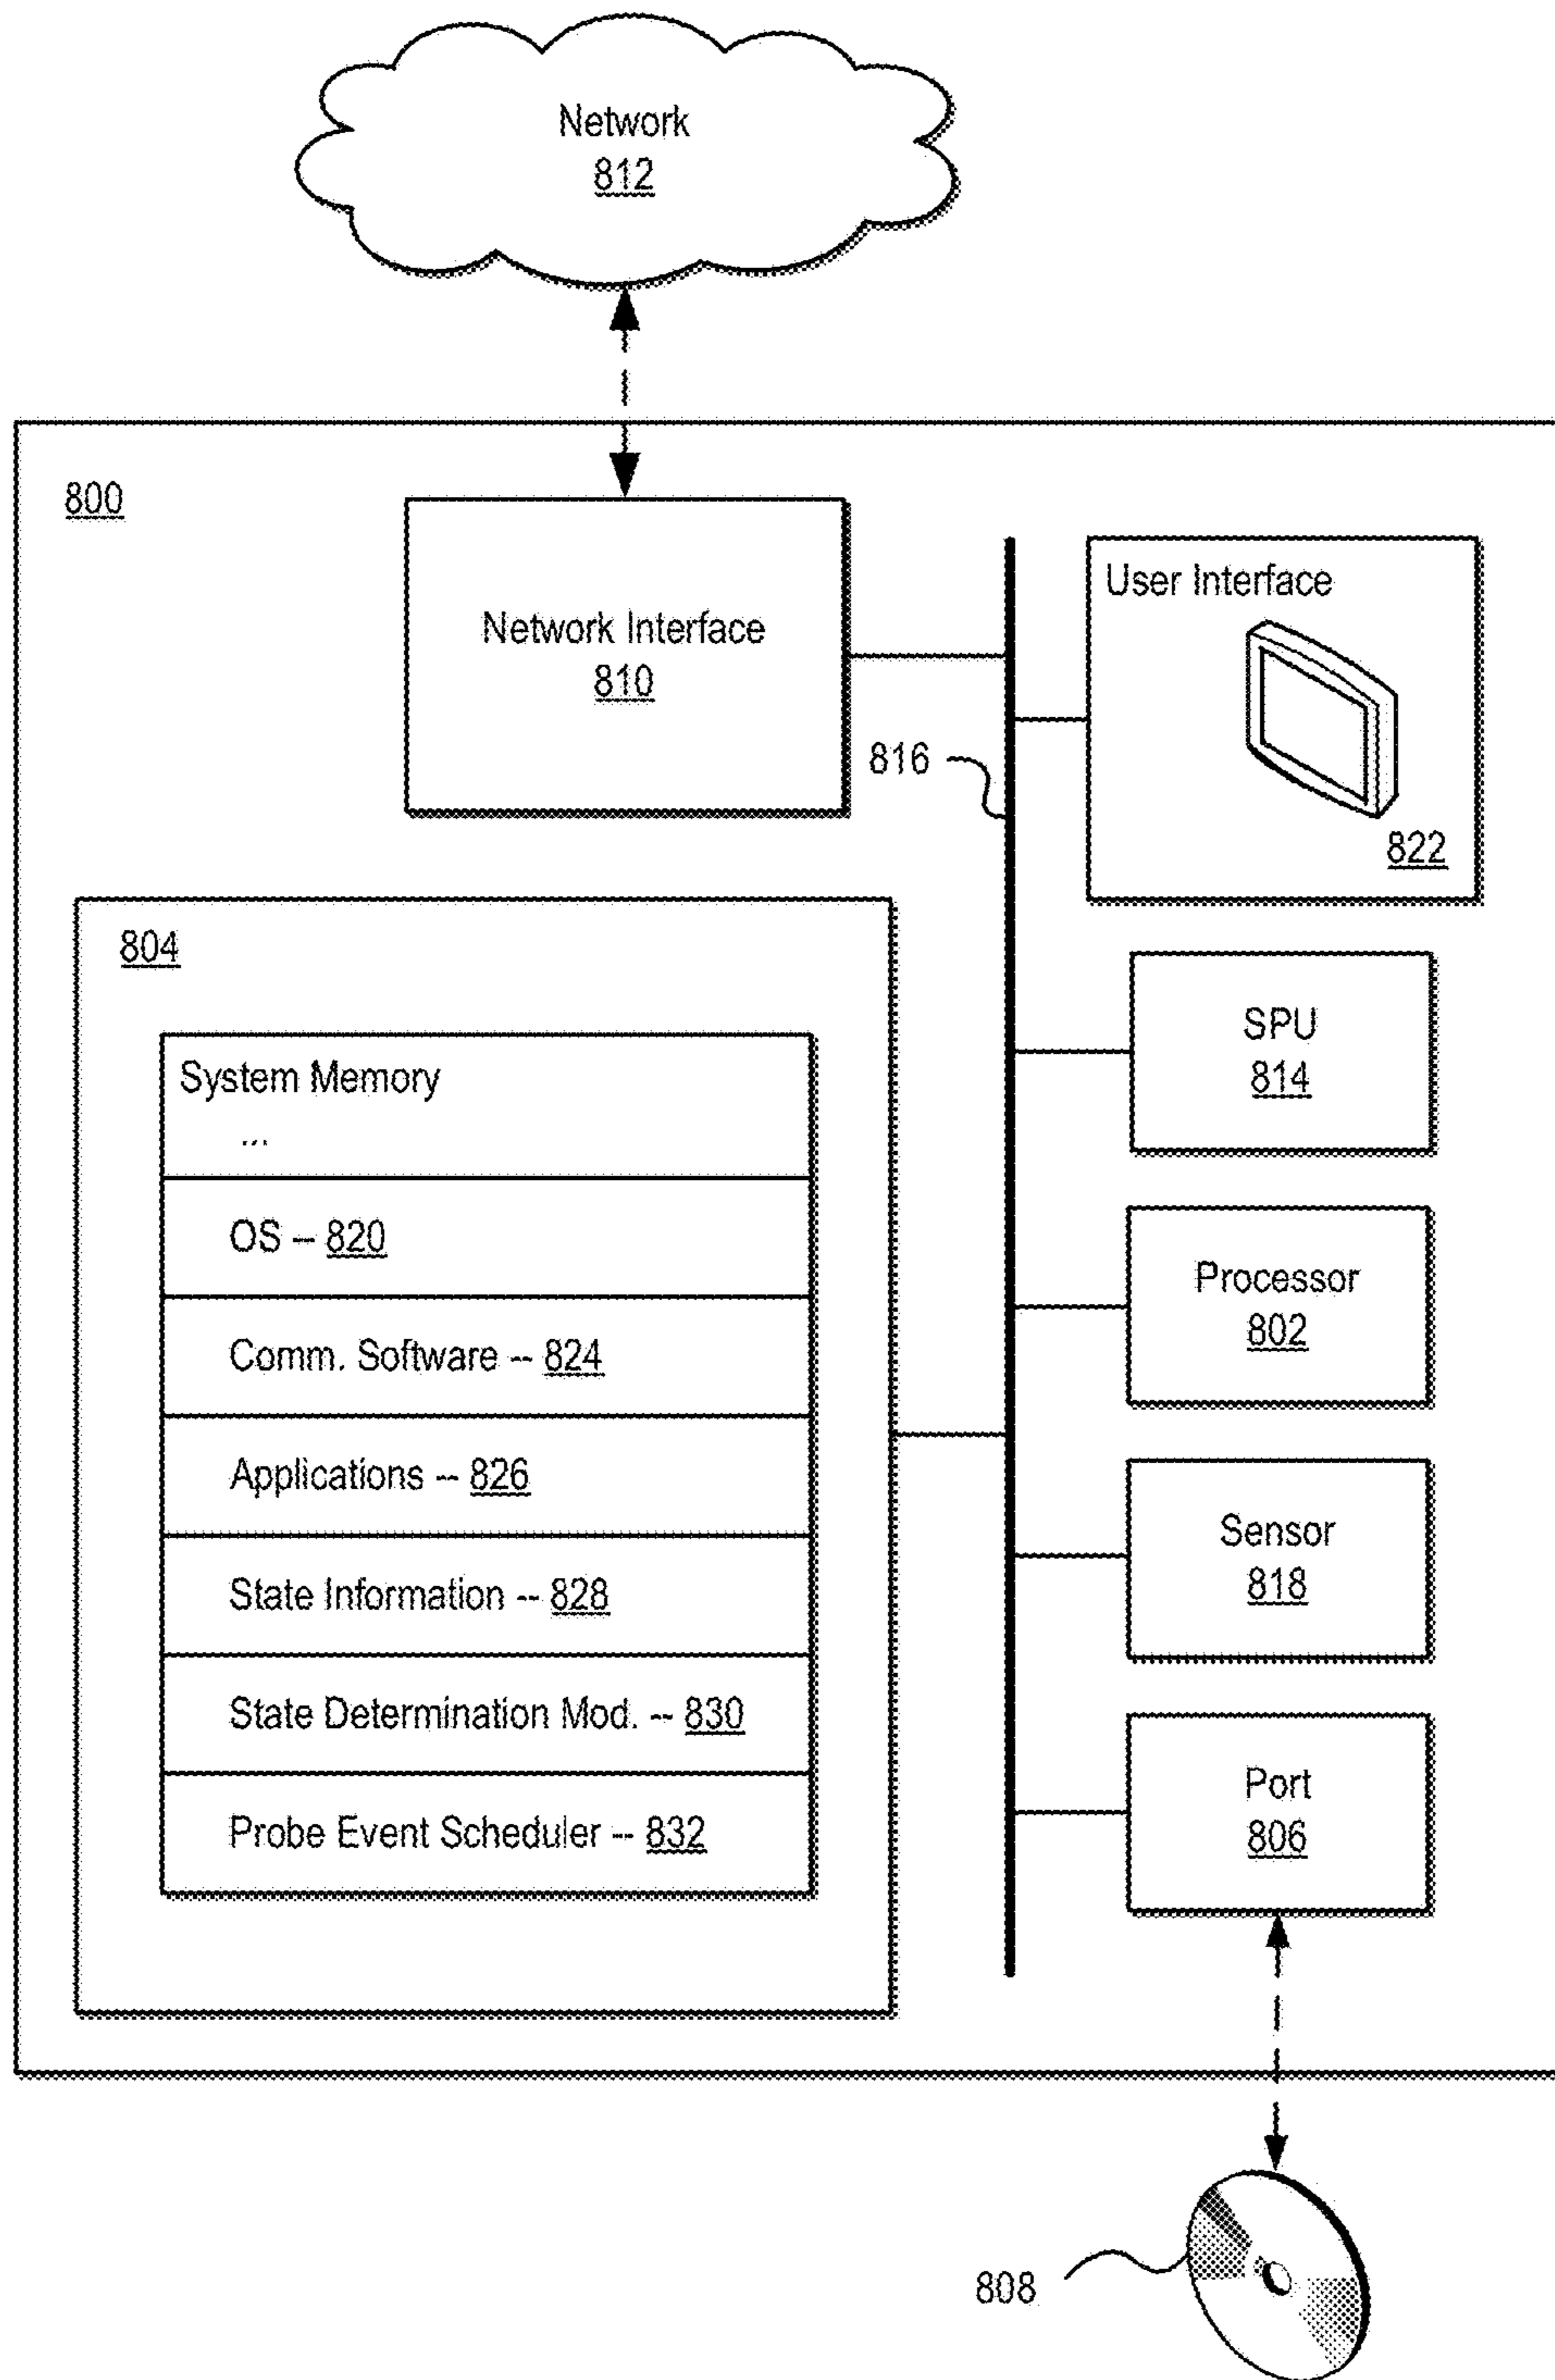 Network
812
800
Network Interface
810
User Interface
822
816
804
System Memory
...
OS -- 820
Comm. Software -- 824
Applications -- 826
State Information -- 828
State Determination Mod. -- 830
Probe Event Scheduler -- 832
SPU
814
Processor
802
Sensor
818
Port
806
808